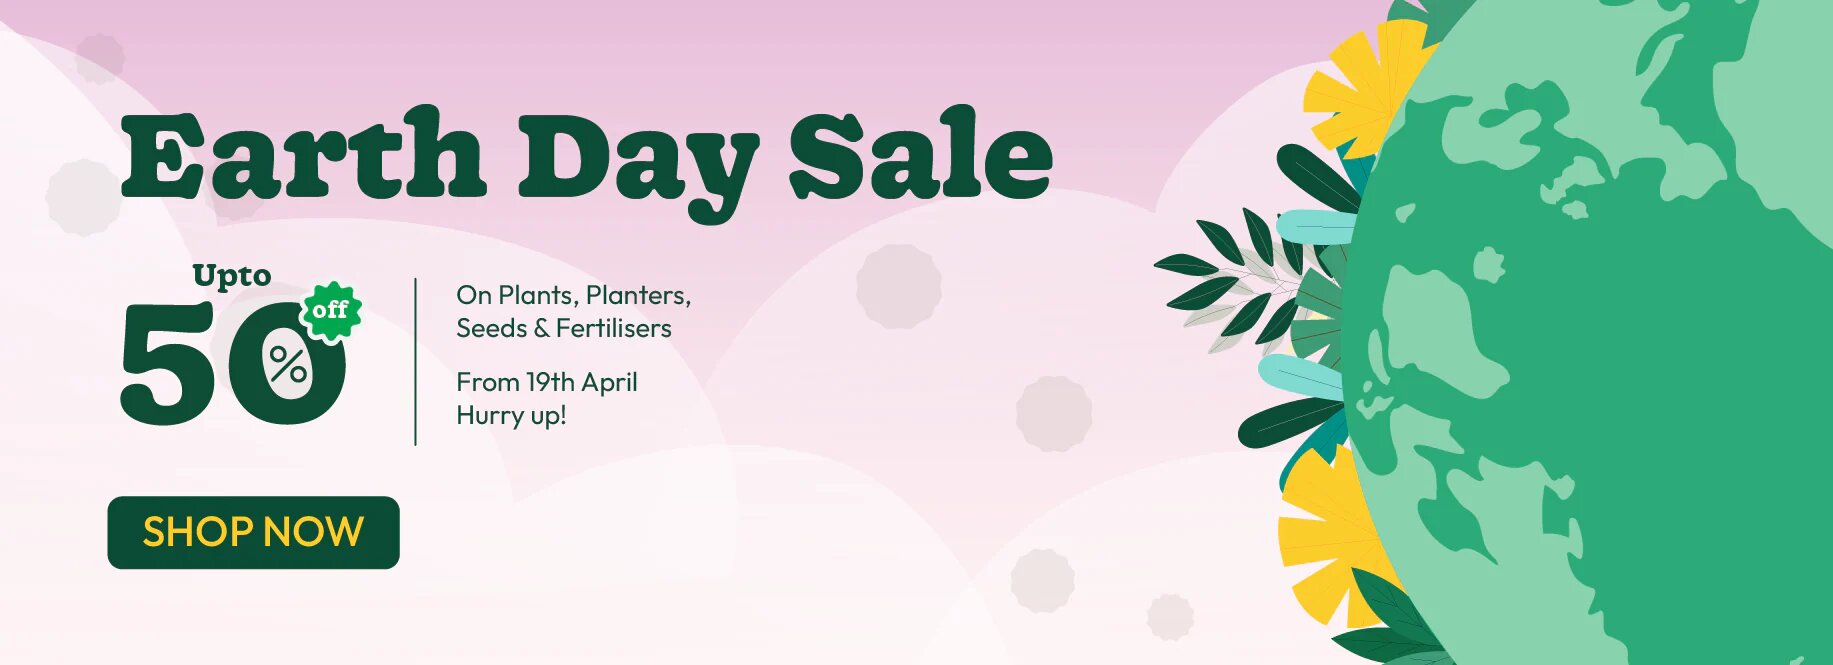 Earth Day Sale
Upto
50% off
On Plants, Planters,
Seeds & Fertilisers
From 19th April
Hurry up!
SHOP NOW